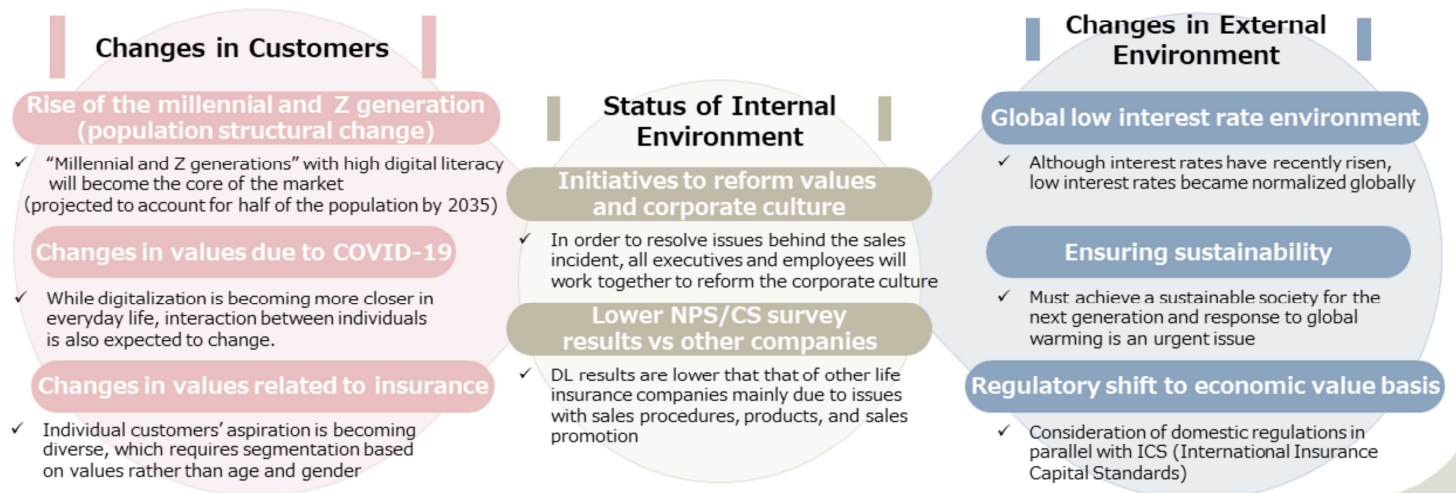 Changes in Customers
Rise of the millennial and Z generation
(population structural change)
✓ “Millennial and Z generations” with high digital literacy
will become the core of the market
(projected to account for half of the population by 2035)
Changes in values due to COVID-19
✓ While digitalization is becoming more closer in
everyday life, interaction between individuals
is also expected to change.
Changes in values related to insurance
✓ Individual customers’ aspiration is becoming
diverse, which requires segmentation based
on values rather than age and gender
Status of Internal
Environment
Initiatives to reform values
and corporate culture
✓ In order to resolve issues behind the sales
incident, all executives and employees will
work together to reform the corporate culture
Lower NPS/CS survey
results vs other companies
✓ DL results are lower that that of other life
insurance companies mainly due to issues
with sales procedures, products, and sales
promotion
Changes in External
Environment
Global low interest rate environment
✓ Although interest rates have recently risen,
low interest rates became normalized globally
Ensuring sustainability
✓ Must achieve a sustainable society for the
next generation and response to global
warming is an urgent issue
Regulatory shift to economic value basis
✓ Consideration of domestic regulations in
parallel with ICS (International Insurance
Capital Standards)